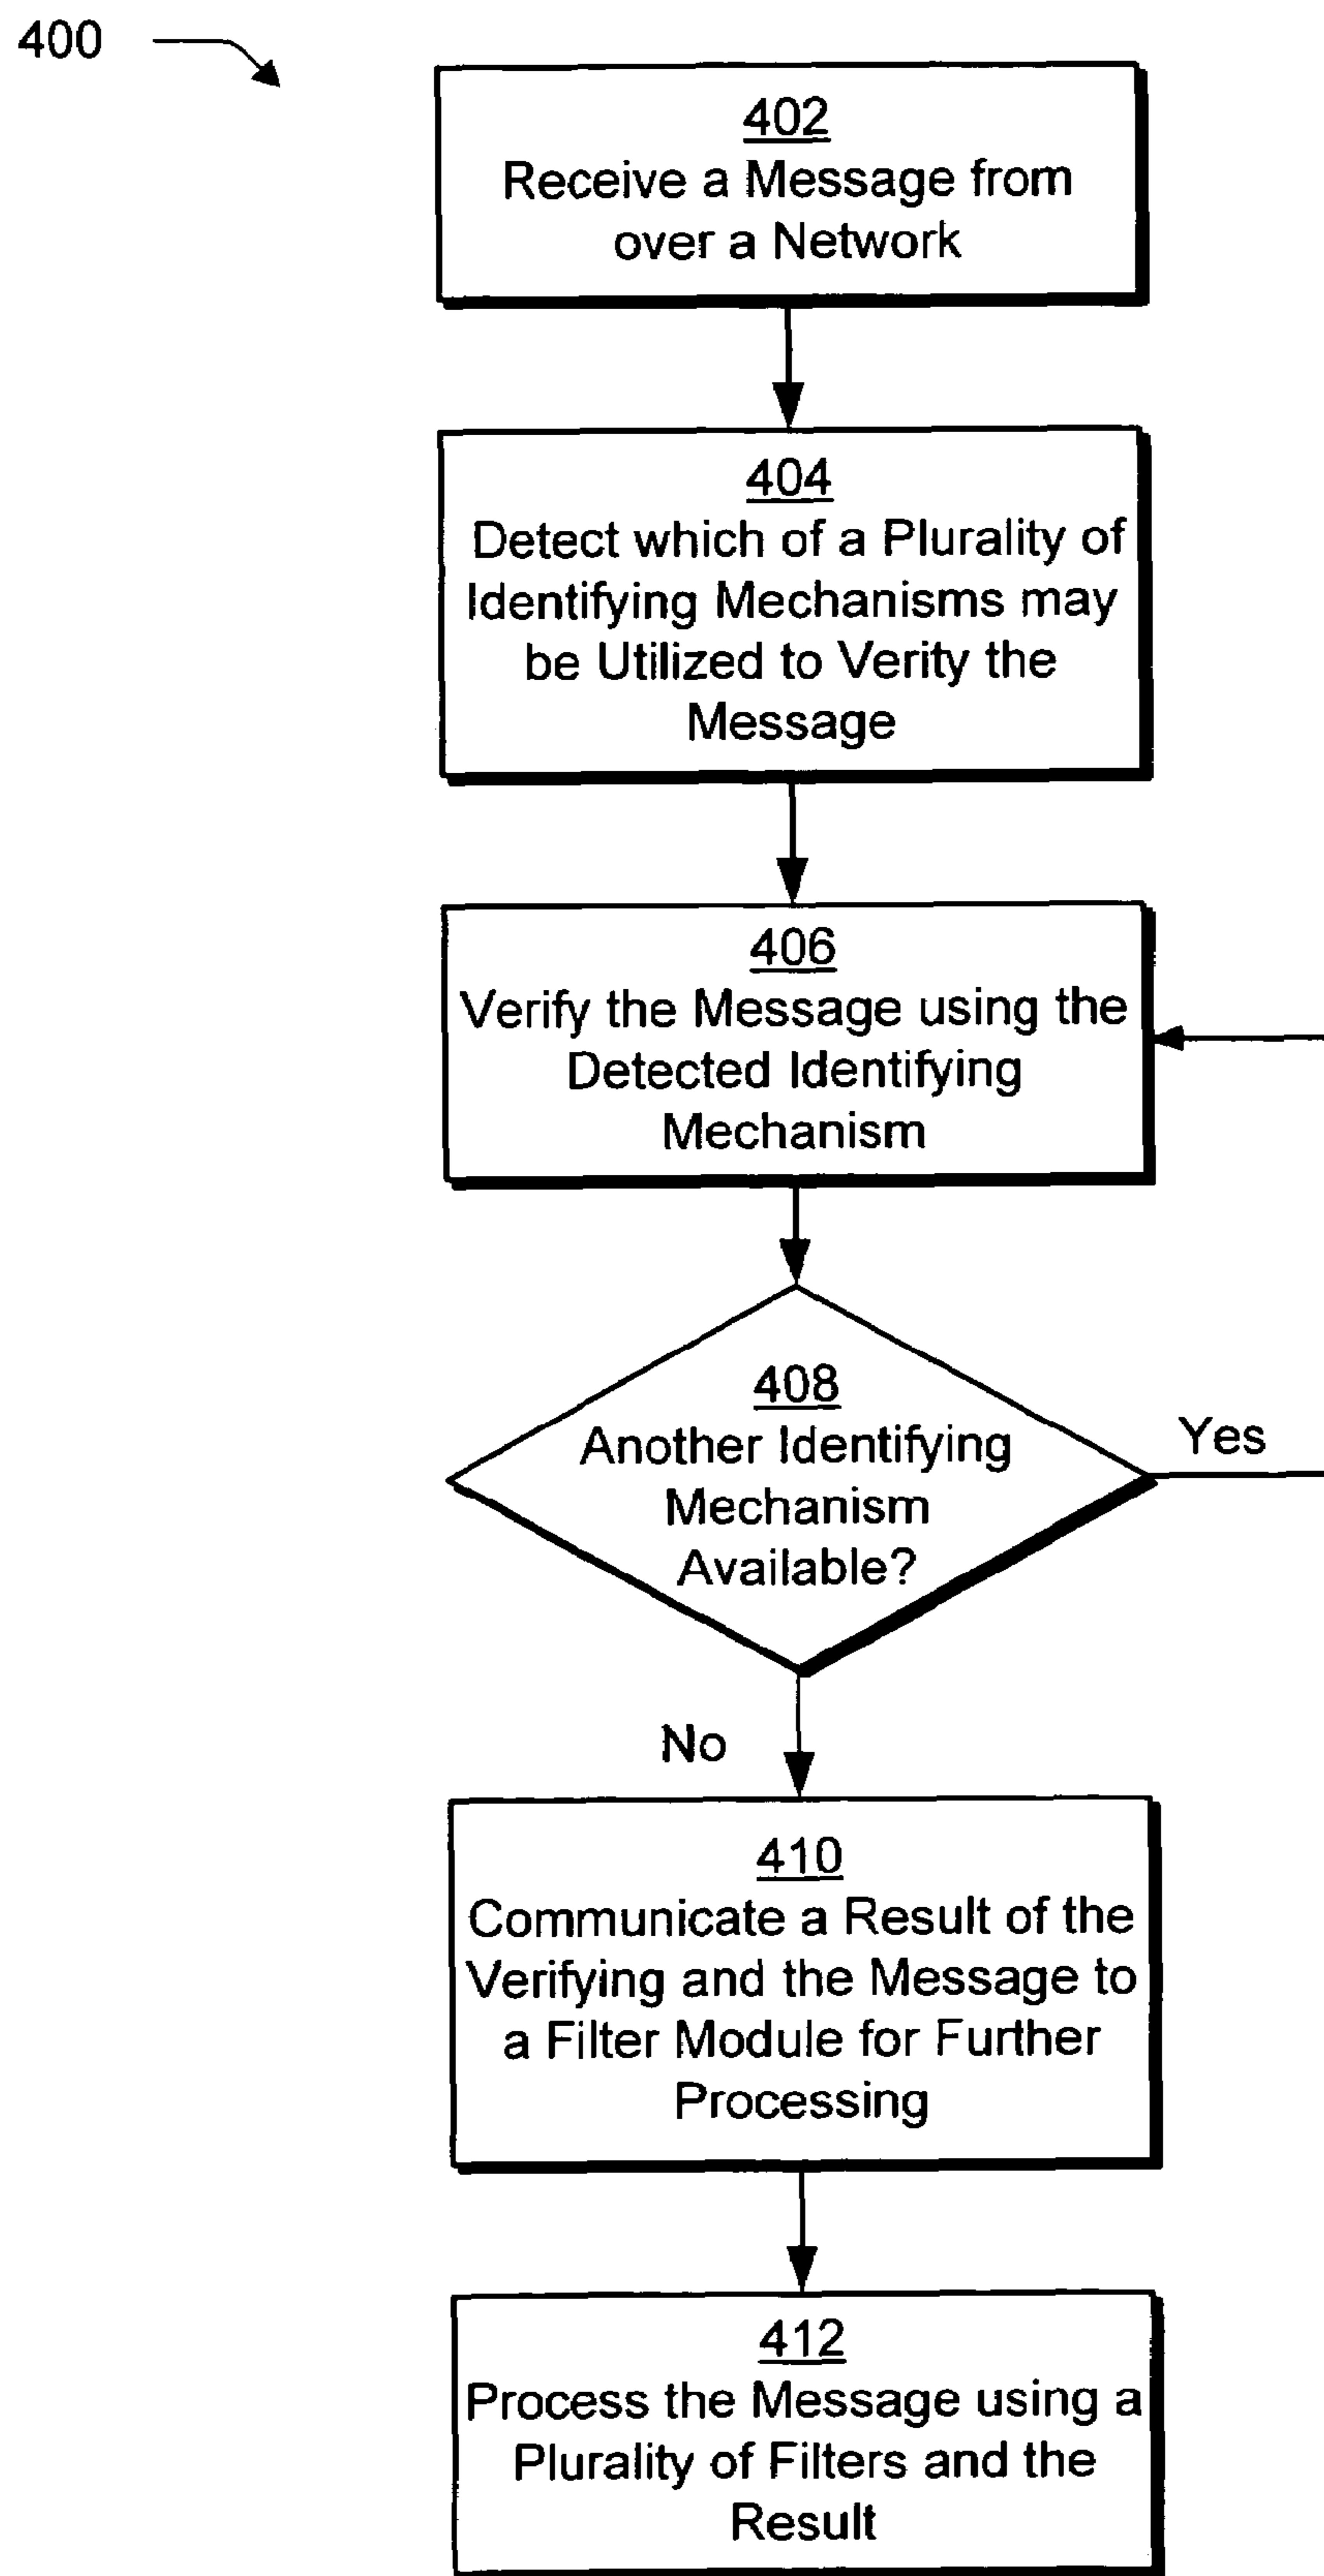 400
402
Receive a Message from
over a Network
404
Detect which of a Plurality of
Identifying Mechanisms may
be Utilized to Verity the
Message
406
Verify the Message using the
Detected Identifying
Mechanism
408
Another Identifying
Mechanism
Available?
Yes
No
410
Communicate a Result of the
Verifying and the Message to
a Filter Module for Further
Processing
412
Process the Message using a
Plurality of Filters and the
Result